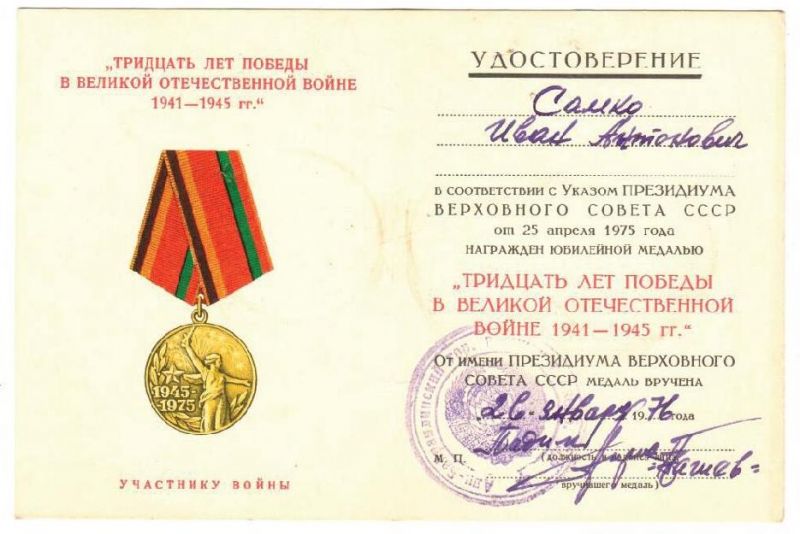 „ТРИДЦАТЬ ЛЕТ ПОБЕДЫ
В ВЕЛИКОЙ ОТЕЧЕСТВЕННОЙ ВОЙНЕ
1941—1945 гг.“
1945-
-1975
УЧАСТНИКУ ВОЙНЫ
УДОСТОВЕРЕНИЕ
Самко
Иван Антонович
В СООТВЕТСТВИИ С УКАЗОМ ПРЕЗИДИУМА
ВЕРХОВНОГО СОВЕТА СССР
от 25 апреля 1975 года
НАГРАЖДЕН ЮБИЛЕЙНОЙ МЕДАЛЬЮ
„ТРИДЦАТЬ ЛЕТ ПОБЕДЫ
В ВЕЛИКОЙ ОТЕЧЕСТВЕННОЙ
ВОЙНЕ 1941—1945 гг.“
ОТ ИМЕНИ ПРЕЗИДИУМА ВЕРХОВНОГО
СОВЕТА СССР МЕДАЛЬ ВРУЧЕНА
26 января 1976 года
М. П. (должность и подпись лица,
вручившего медаль)